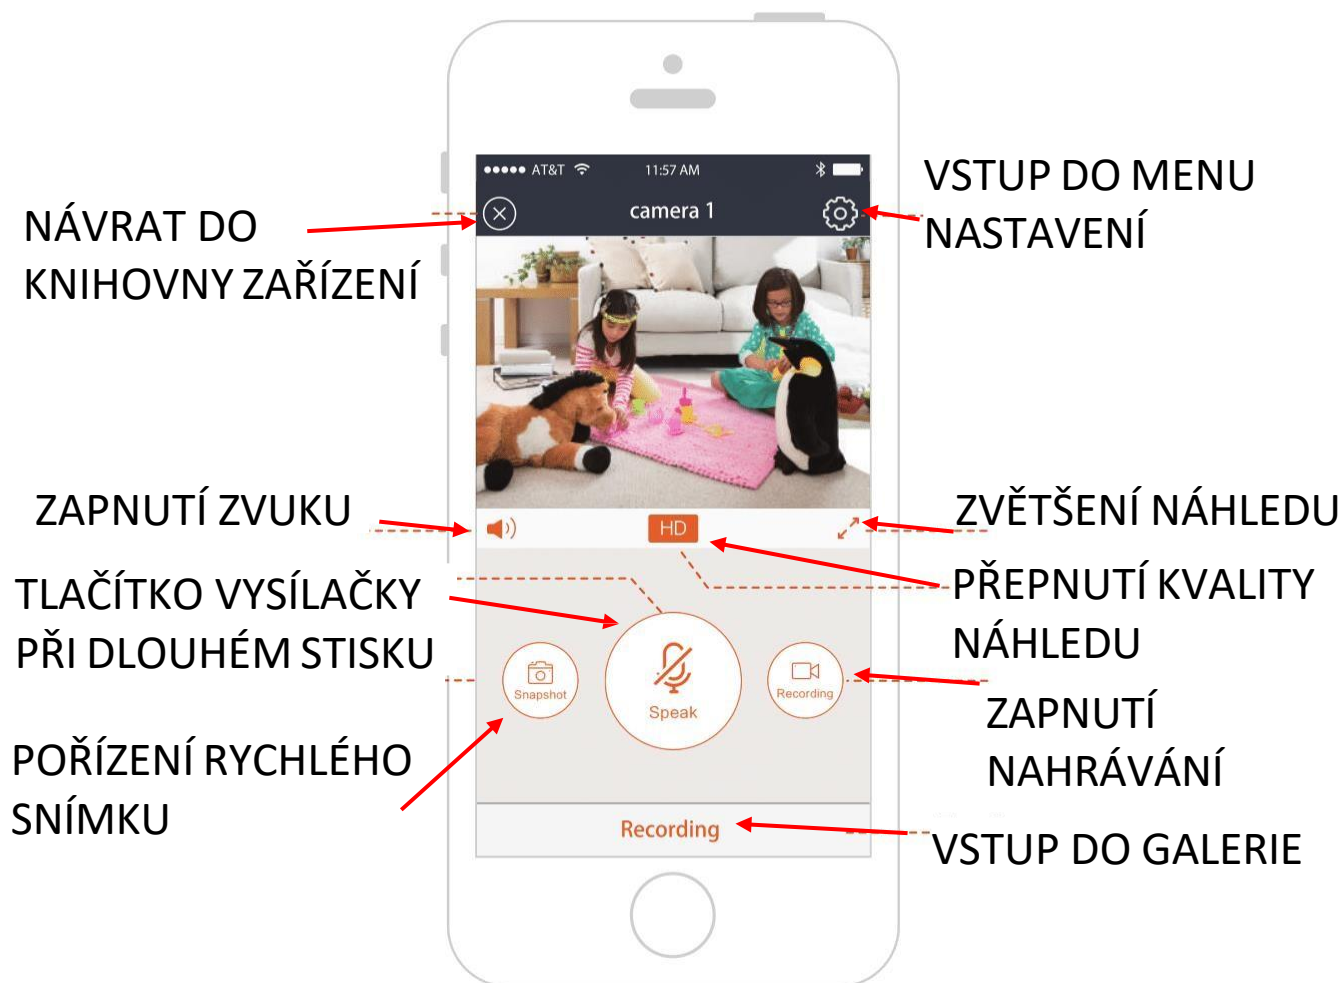 AT&T 11:57 AM
camera 1
VSTUP DO MENU
NASTAVENÍ
NÁVRAT DO
KNIHOVNY ZAŘÍZENÍ
ZAPNUTÍ ZVUKU
HD
ZVĚTŠENÍ NÁHLEDU
TLAČÍTKO VYSÍLAČKY
PŘI DLOUHÉM STISKU
PŘEPNUTÍ KVALITY
NÁHLEDU
Snapshot
Speak
Recording
ZAPNUTÍ
NAHRÁVÁNÍ
POŘÍZENÍ RYCHLÉHO
SNÍMKU
Recording
VSTUP DO GALERIE